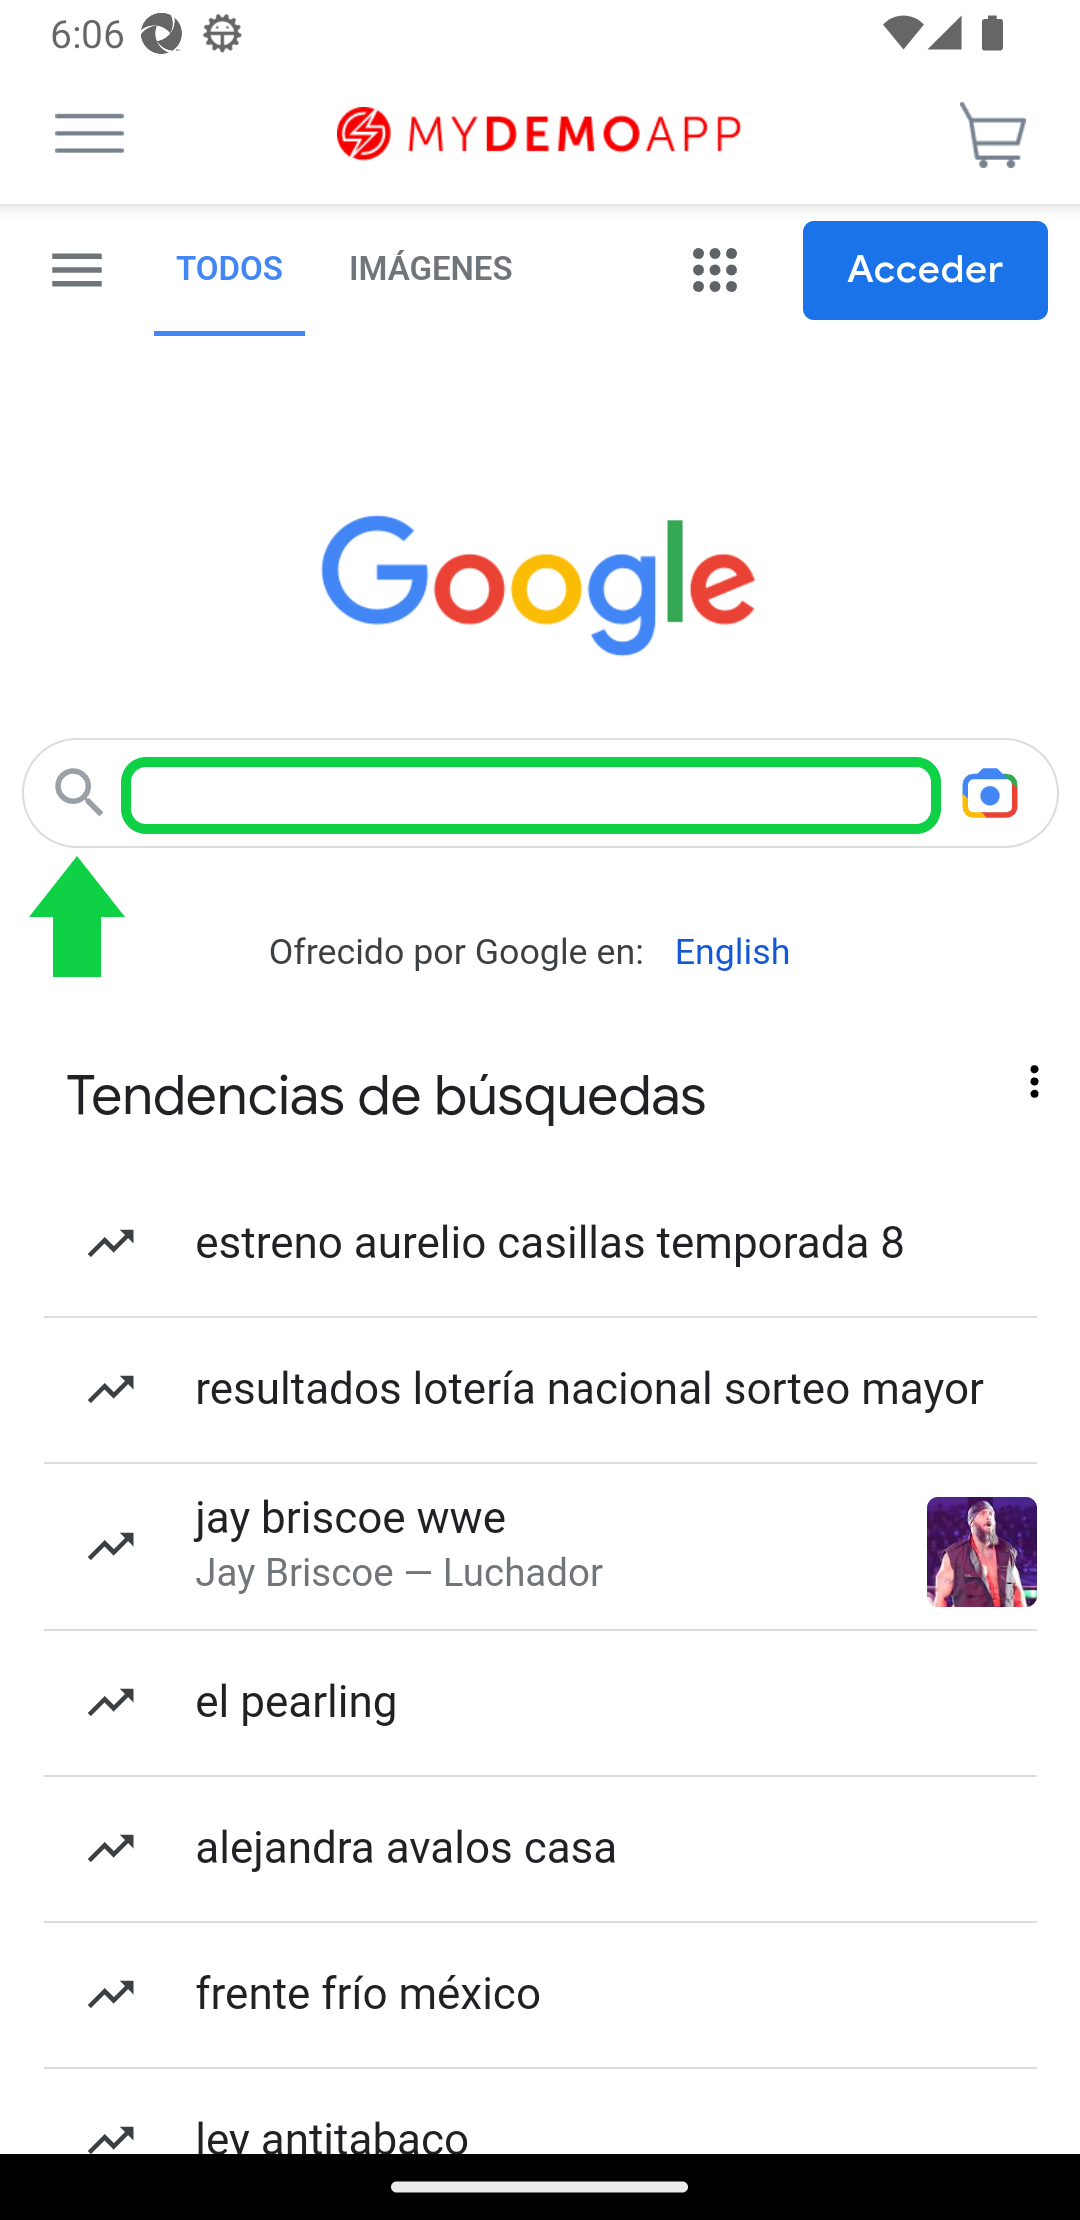 6:06
MYDEMOAPP
TODOS IMÁGENES Acceder
Google
Ofrecido por Google en: English
Tendencias de búsquedas
estreno aurelio casillas temporada 8
resultados lotería nacional sorteo mayor
jay briscoe wwe
Jay Briscoe — Luchador
el pearling
alejandra avalos casa
frente frío méxico
ley antitabaco